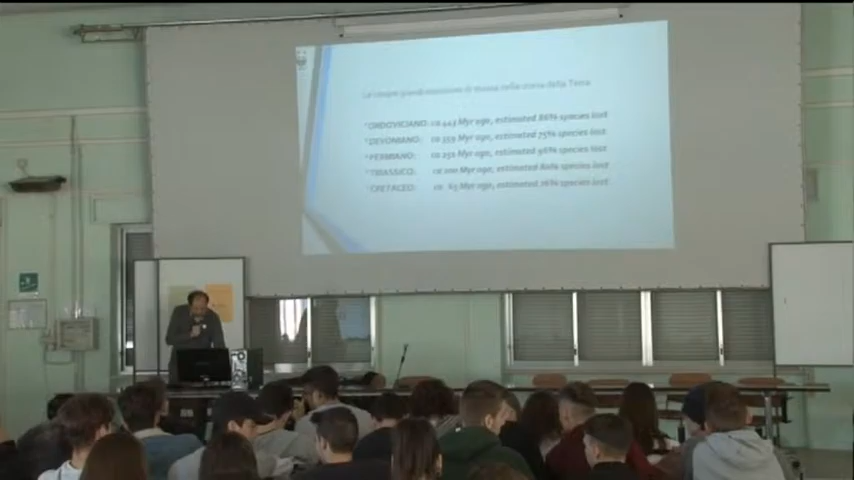 Le cinque grandi estinzioni di massa nella storia della Terra
*ORDOVICIANO: ca 443 Myr ago, estimated 86% species lost
*DEVONIANO: ca 359 Myr ago, estimated 75% species lost
*PERMIANO: ca 251 Myr ago, estimated 96% species lost
*TRIASSICO: ca 200 Myr ago, estimated 80% species lost
*CRETACEO: ca 65 Myr ago, estimated 76% species lost